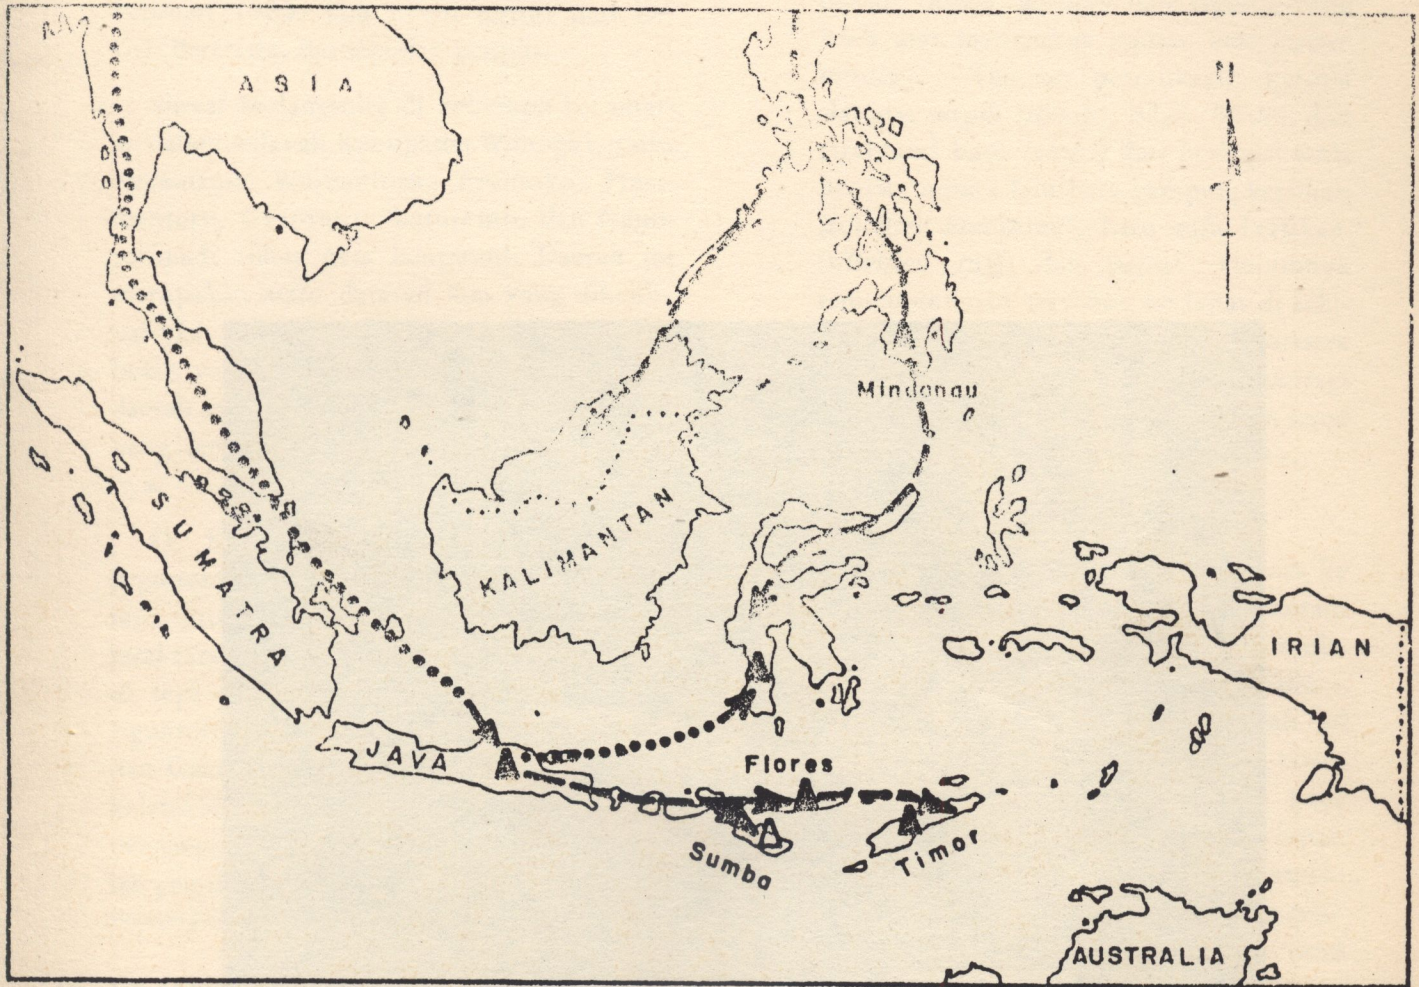 ASIA
N
Mindanau
SUMATRA
KALIMANTAN
IRIAN
JAVA
Flores
Sumba
Timor
AUSTRALIA